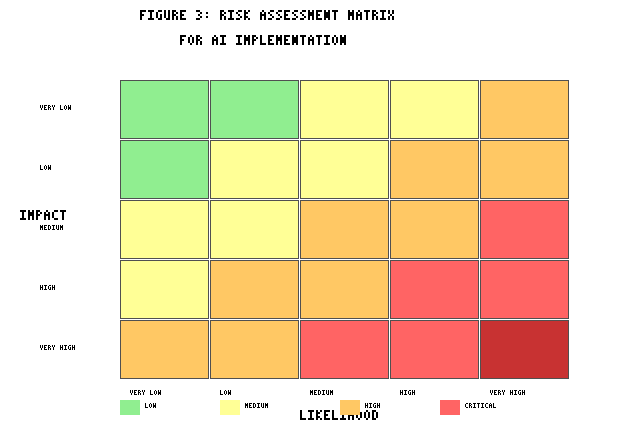 FIGURE 3: RISK ASSESSMENT MATRIX
FOR AI IMPLEMENTATION
VERY LOW
LOW
IMPACT
MEDIUM
HIGH
VERY HIGH
VERY LOW LOW MEDIUM HIGH VERY HIGH
LOW MEDIUM HIGH CRITICAL
LIKELIHOOD